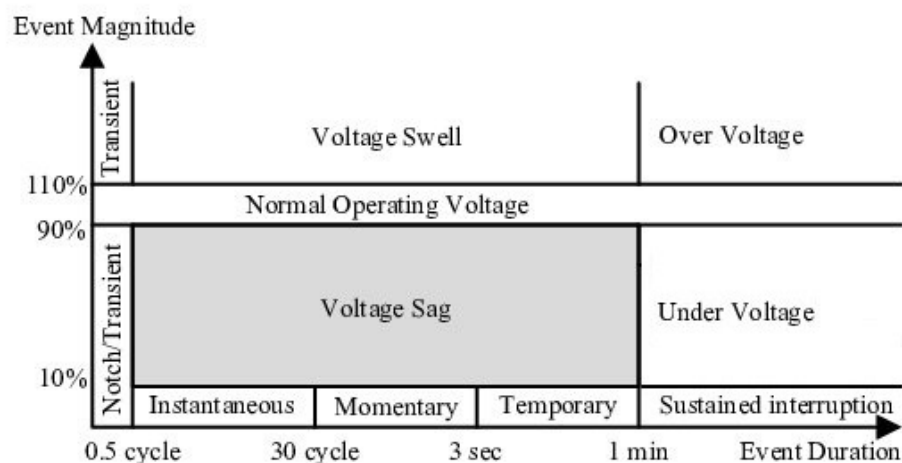 Event Magnitude
Transient
Voltage Swell
Over Voltage
110%
Normal Operating Voltage
90%
Notch/Transient
Voltage Sag
Under Voltage
10%
Instantaneous
Momentary
Temporary
Sustained interruption
0.5 cycle
30 cycle
3 sec
1 min
Event Duration